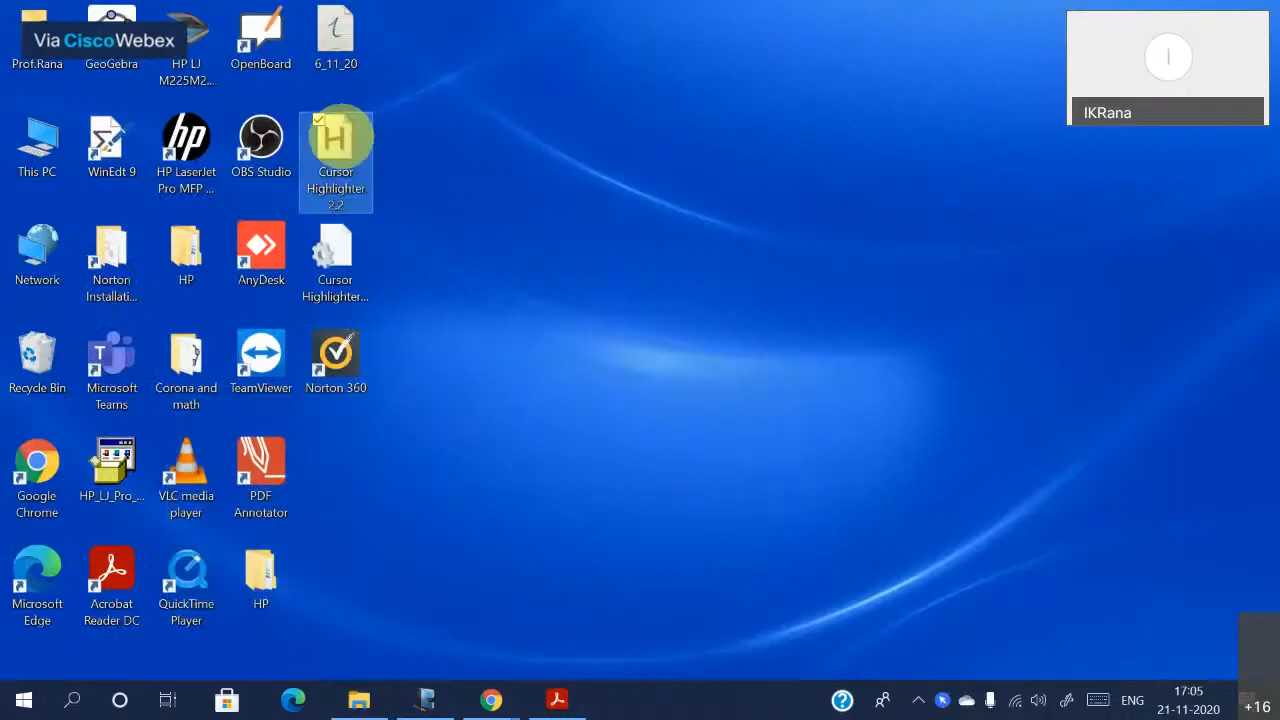 Via CiscoWebex
Prof.Rana
GeoGebra
HP LJ
M225M2...
OpenBoard
6_11_20
IKRana
This PC
WinEdt 9
HP LaserJet
Pro MFP ...
OBS Studio
Cursor
Highlighter
2.2
Network
Norton
Installati...
HP
AnyDesk
Cursor
Highlighter...
Recycle Bin
Microsoft
Teams
Corona and
math
TeamViewer
Norton 360
Google
Chrome
HP_LJ_Pro_...
VLC media
player
PDF
Annotator
Microsoft
Edge
Acrobat
Reader DC
QuickTime
Player
HP
ENG
17:05
21-11-2020
+16